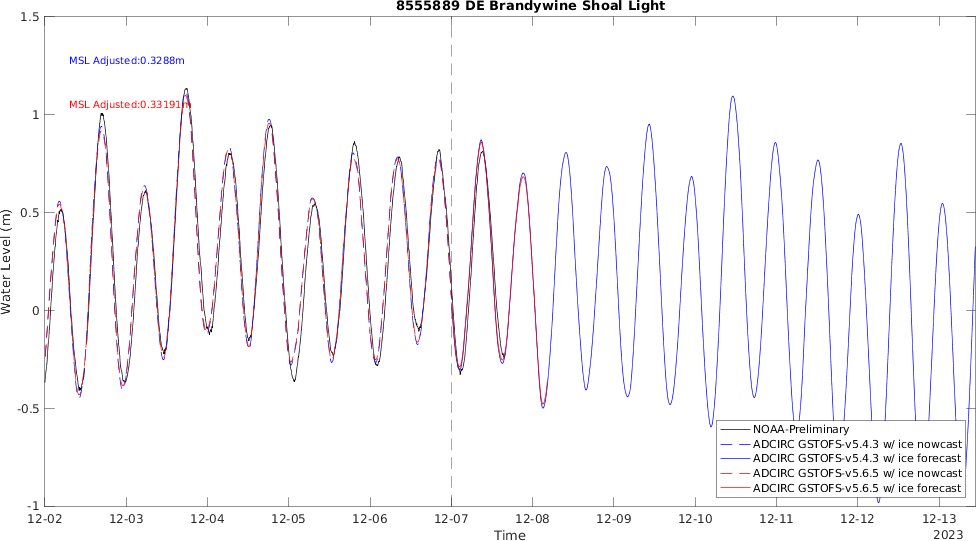 8555889 DE Brandywine Shoal Light
1.5
MSL Adjusted:0.3288m
MSL Adjusted:0.33191m
1
0.5
0
-0.5
-1
Water Level (m)
NOAA-Preliminary
ADCIRC GSTOFS-v5.4.3 w/ ice nowcast
ADCIRC GSTOFS-v5.4.3 w/ ice forecast
ADCIRC GSTOFS-v5.6.5 w/ ice nowcast
ADCIRC GSTOFS-v5.6.5 w/ ice forecast
12-02 12-03 12-04 12-05 12-06 12-07 12-08 12-09 12-10 12-11 12-12 12-13
Time
2023